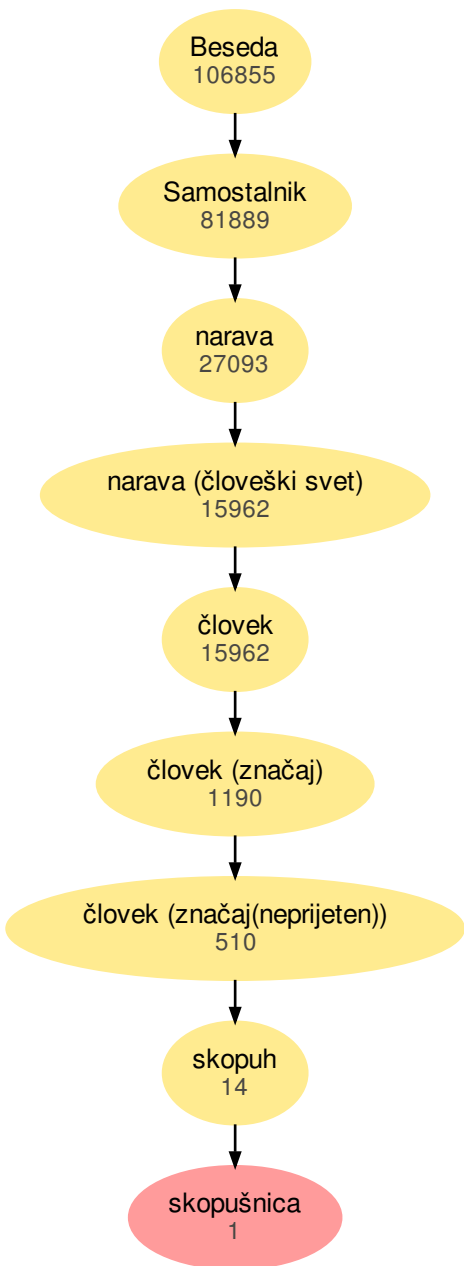 Beseda
106855
Samostalnik
81889
narava
27093
narava (človeški svet)
15962
človek
15962
človek (značaj)
1190
človek (značaj(neprijeten))
510
skopuh
14
skopušnica
1